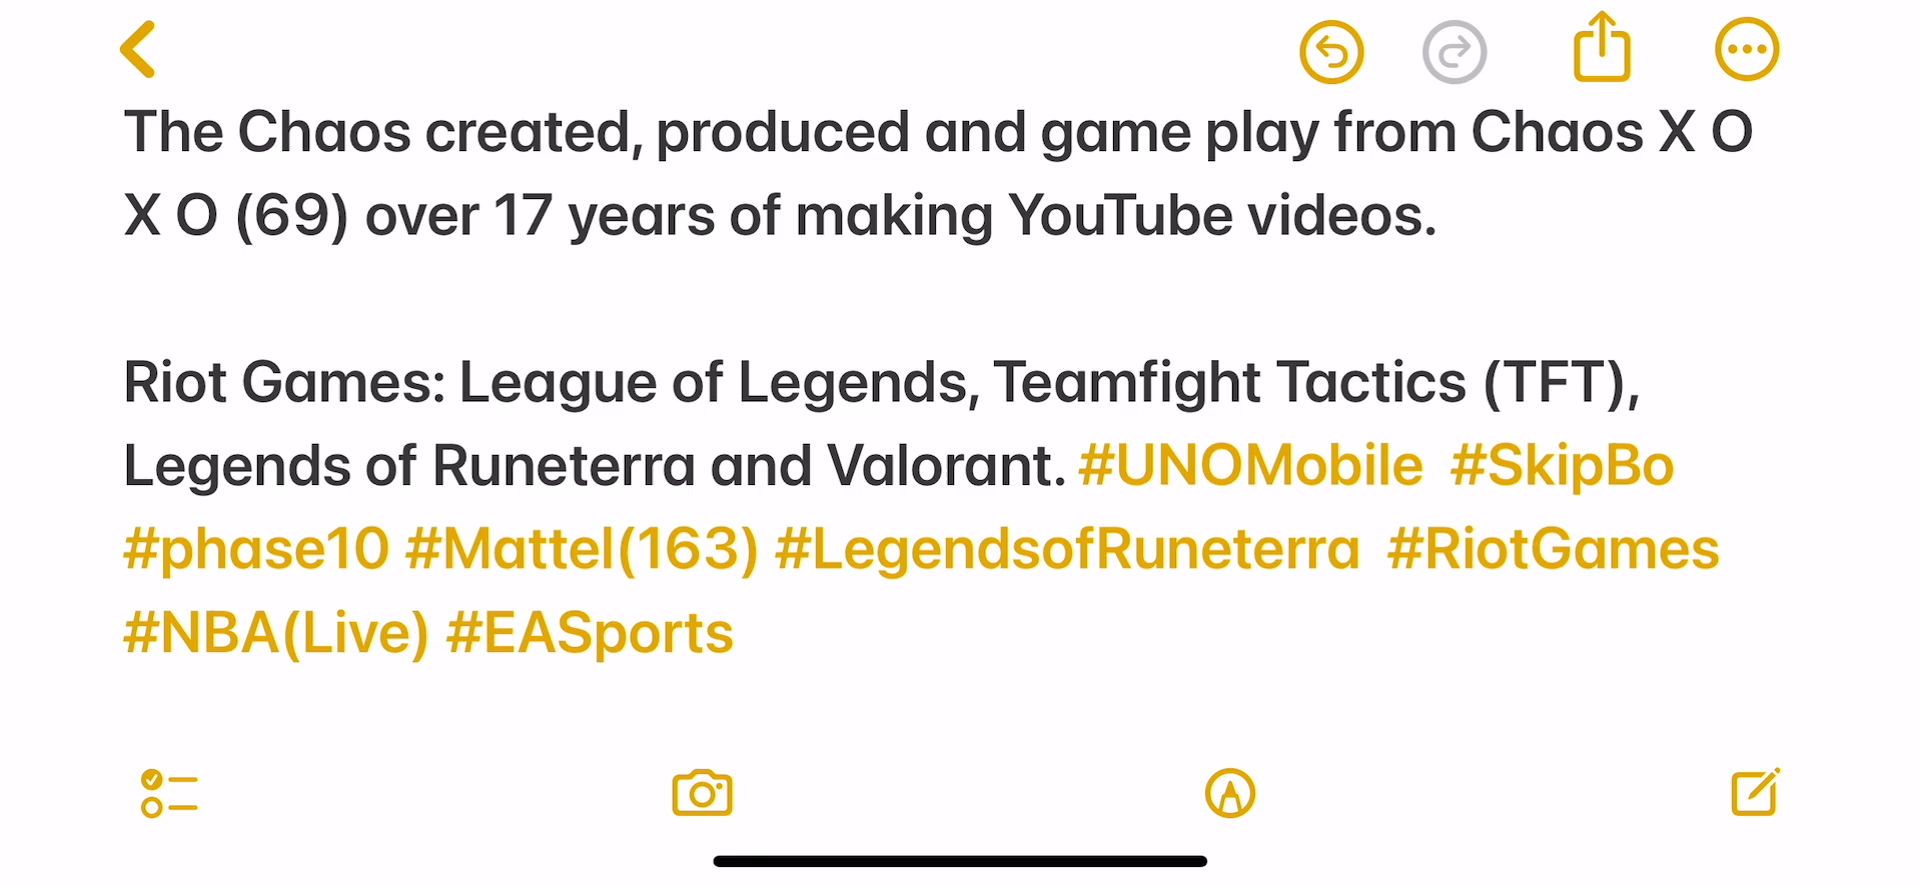 The Chaos created, produced and game play from Chaos X O
X O (69) over 17 years of making YouTube videos.
Riot Games: League of Legends, Teamfight Tactics (TFT),
Legends of Runeterra and Valorant. #UNOMobile #SkipBo
#phase10 #Mattel(163) #LegendsofRuneterra #RiotGames
#NBA(Live) #EASports